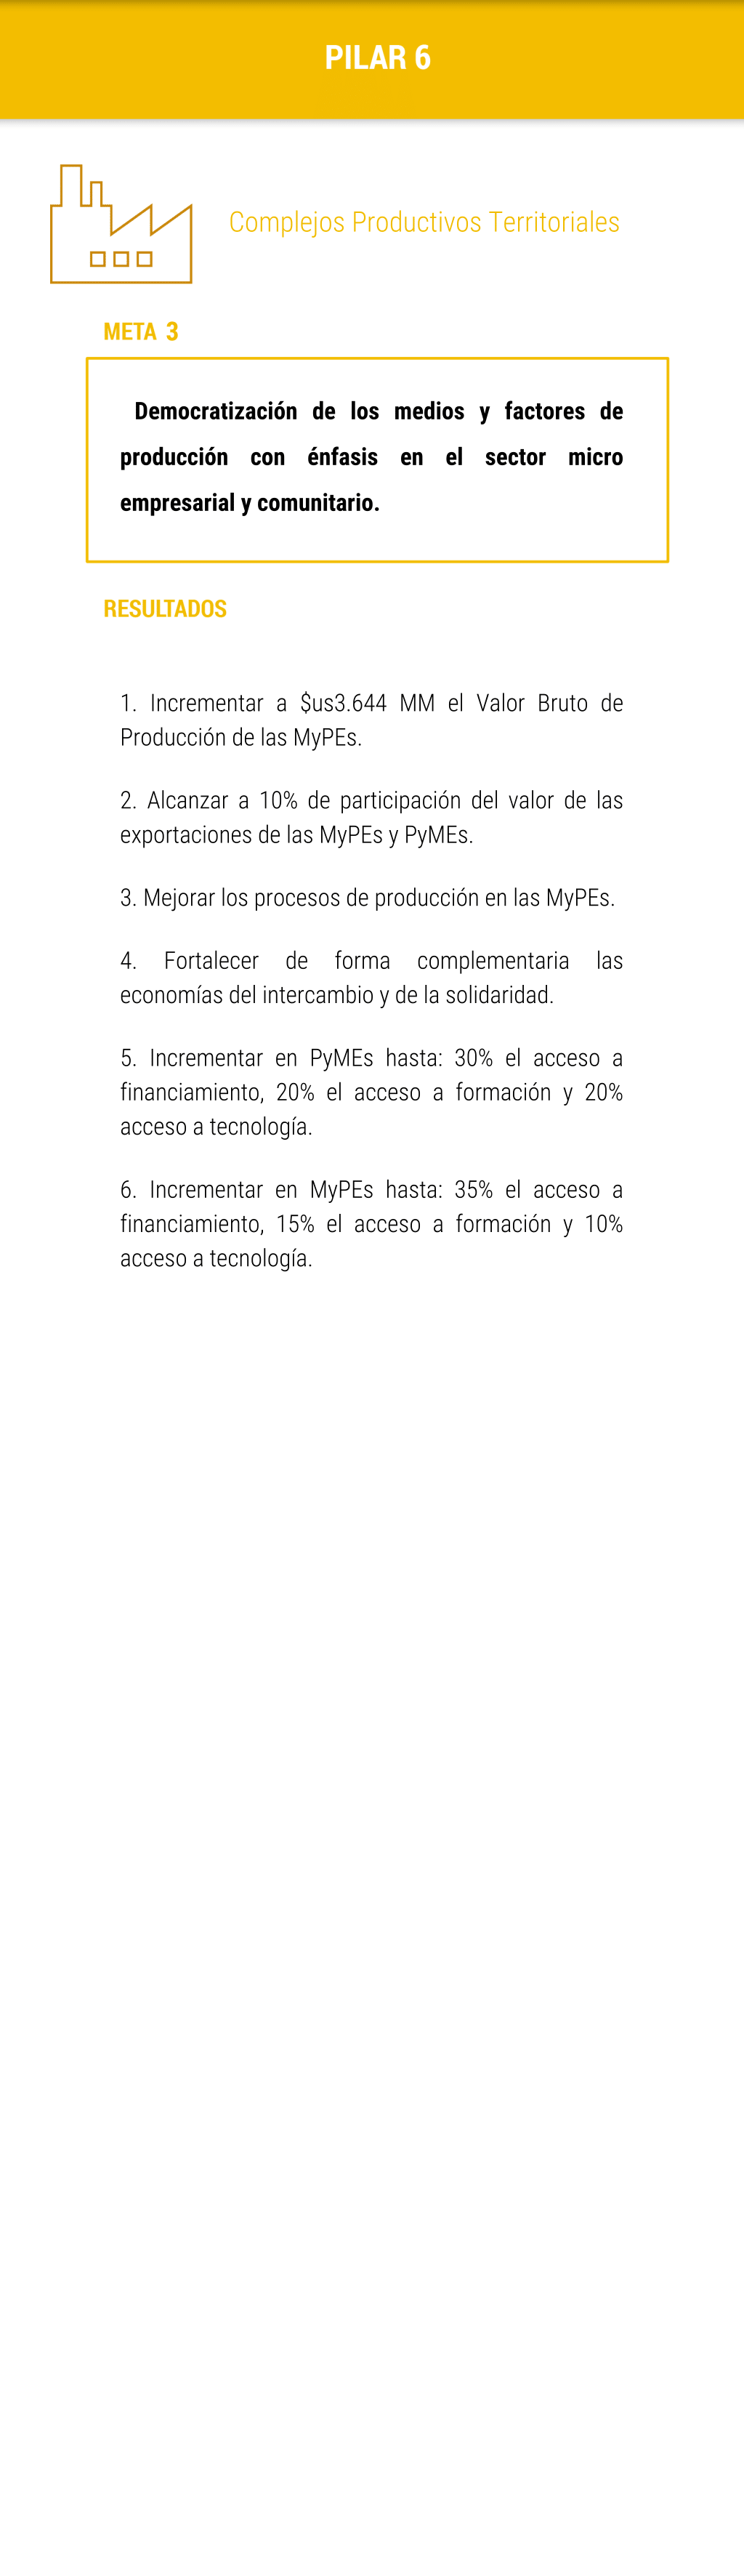 PILAR 6
Complejos Productivos Territoriales
META 3
Democratización de los medios y factores de
producción con énfasis en el sector micro
empresarial y comunitario.
RESULTADOS
1. Incrementar a $us3.644 MM el Valor Bruto de
Producción de las MyPEs.
2. Alcanzar a 10% de participación del valor de las
exportaciones de las MyPEs y PyMEs.
3. Mejorar los procesos de producción en las MyPEs.
4. Fortalecer de forma complementaria las
economías del intercambio y de la solidaridad.
5. Incrementar en PyMEs hasta: 30% el acceso a
financiamiento, 20% el acceso a formación y 20%
acceso a tecnología.
6. Incrementar en MyPEs hasta: 35% el acceso a
financiamiento, 15% el acceso a formación y 10%
acceso a tecnología.